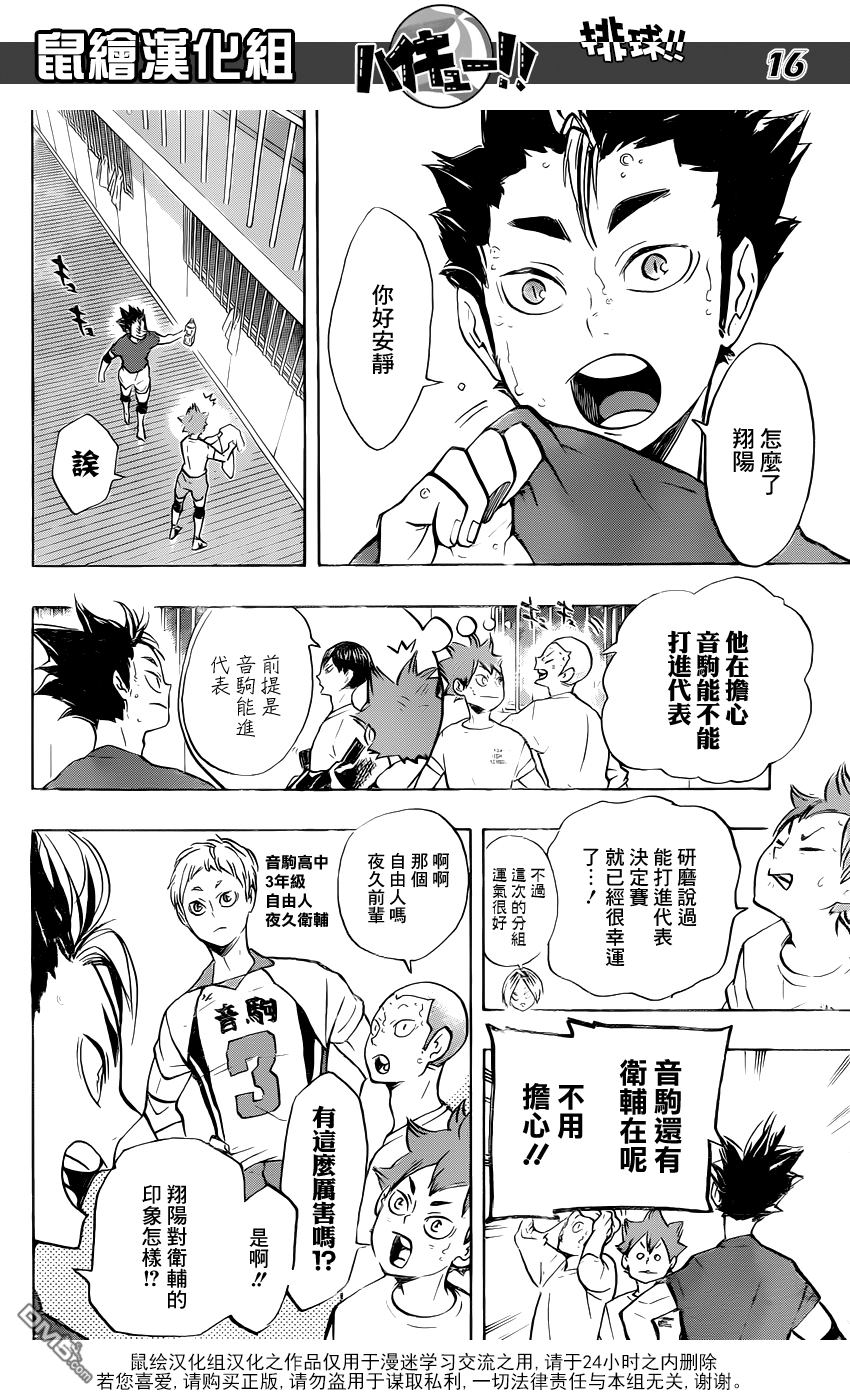 鼠繪漢化組
ハイキュー!!
排球!!
16
怎麼了
翔陽
你好安靜
誒
他在擔心
音駒能不能
打進代表
前提是
音駒能進
代表
研磨說過
能打進代表
決定賽
就已經很幸運
了…!
不過
這次的分組
運氣很好
啊啊
那個
自由人嗎
夜久前輩
音駒高中
3年級
自由人
夜久衛輔
音駒
3
音駒還有
衛輔在呢
不用
擔心!!
有這麼厲害嗎!?
是啊!!
翔陽對衛輔的
印象怎樣!?
鼠绘汉化组汉化之作品仅用于漫迷学习交流之用, 请于24小时之内删除
若您喜爱, 请购买正版, 请勿盗用于谋取私利, 一切法律责任与本组无关, 谢谢。